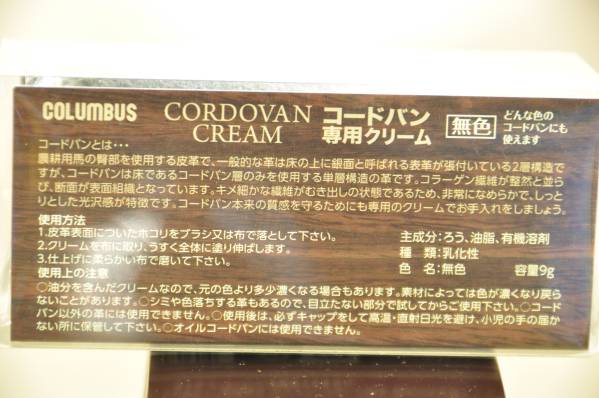 COLUMBUS
CORDOVAN
CREAM
コードバン
専用クリーム
無色
どんな色の
コードバンにも
使えます
コードバンとは・・・
農耕用馬の臀部を使用する皮革で、一般的な革は床の上に銀面と呼ばれる表革が張付いている2層構造で
すが、コードバンは床であるコードバン層のみを使用する単層構造の革です。コラーゲン繊維が整然と並ら
び、断面が表面組織となっています。キメ細かな繊維がむき出しの状態であるため、非常になめらかで、しっ
とりとした光沢感が特徴です。コードバン本来の質感を守るためにも専用のクリームでお手入れをしましょう。
使用方法
1.皮革表面についたホコリをブラシ又は布で落として下さい。
2.クリームを布に取り、うすく全体に塗り伸ばします。
3.仕上げに柔らかい布で磨いて下さい。
主成分：ろう、油脂、有機溶剤
種　類：乳化性
色　名：無色　容量9g
使用上の注意
○油分を含んだクリームなので、元の色より多少濃くなる場合もあります。素材によっては色が濃くなり戻ら
ないことがあります。○シミや色落ちする革もあるので、目立たない部分で試してからご使用下さい。○コード
バン以外の革には使用できません。○使用後は、必ずキャップをして高温・直射日光を避け、小児の手の届か
ない所に保管して下さい。○オイルコードバンには使用できません。